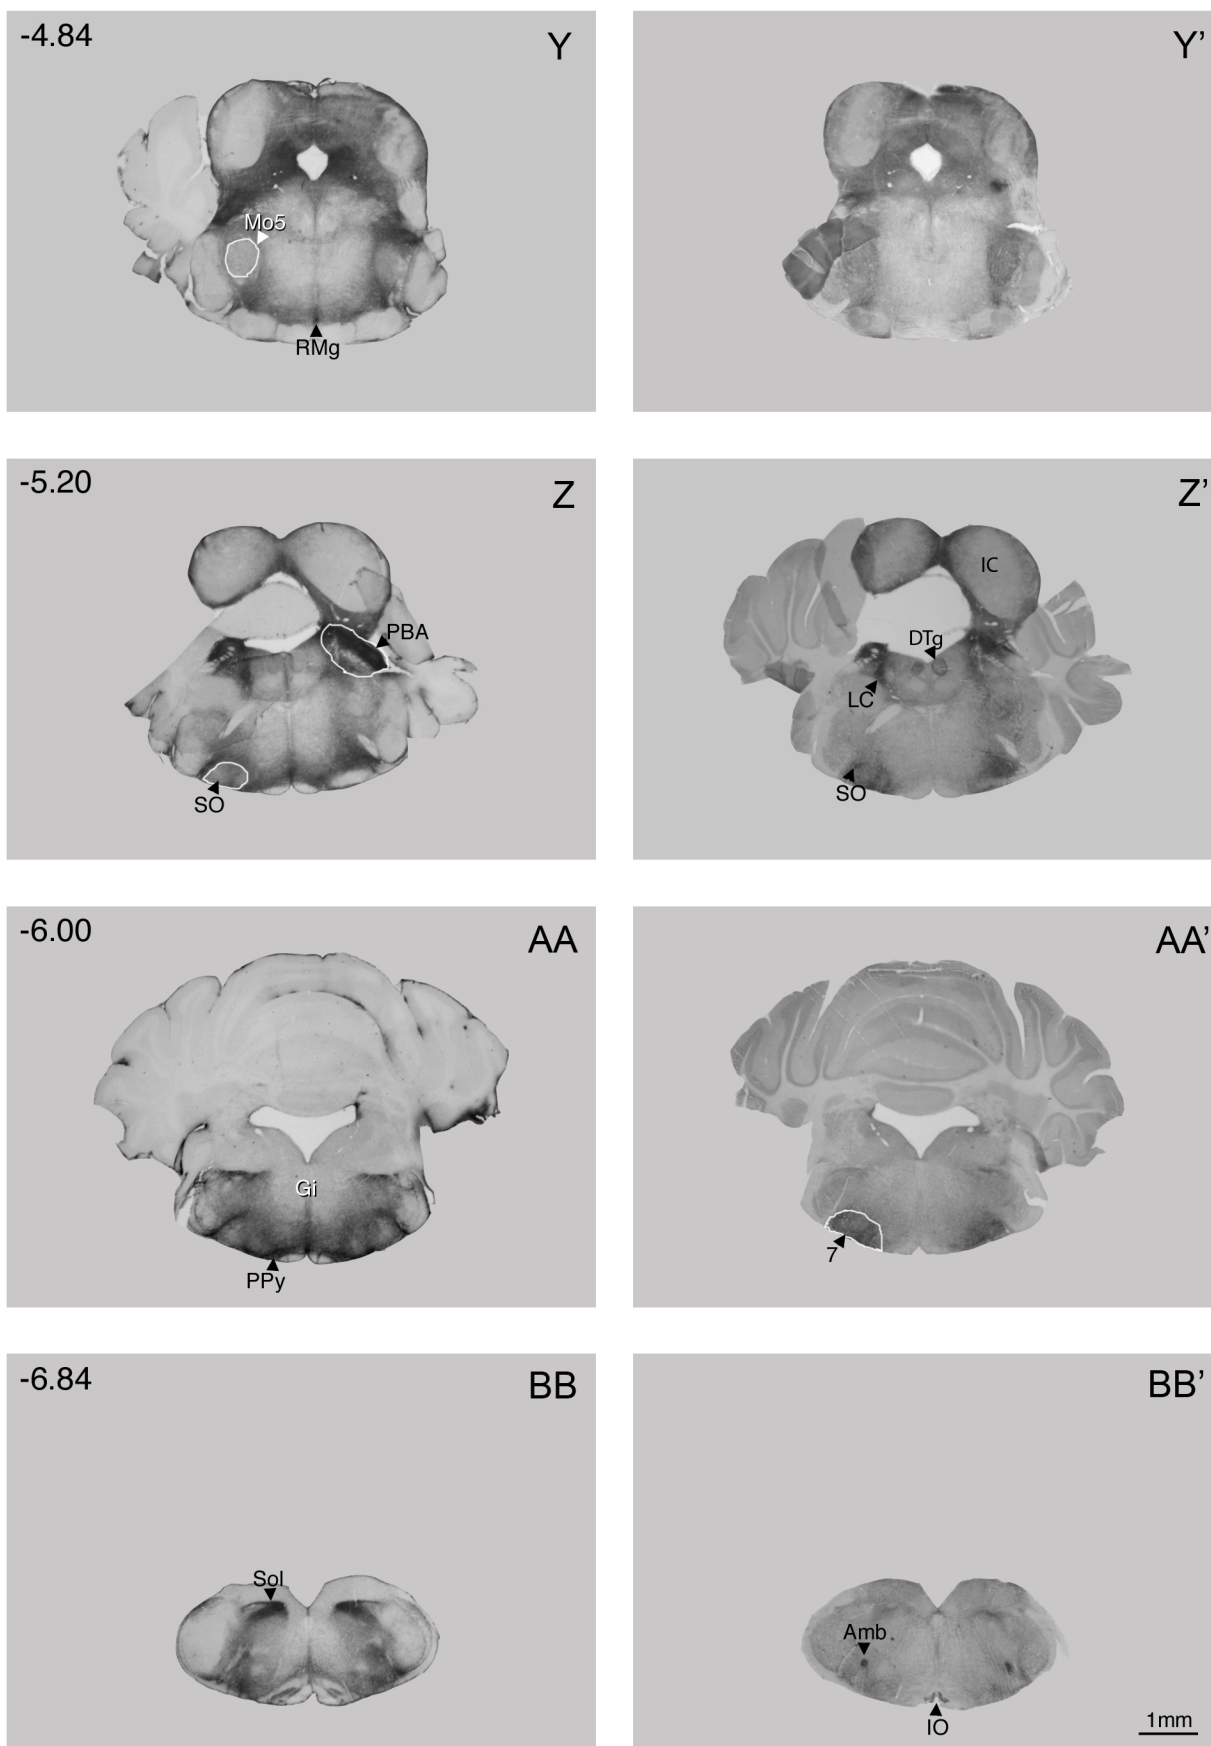 -4.84
Y
Y’
Mo5
RMg
-5.20
Z
Z’
IC
PBA
DTg
LC
SO
SO
-6.00
AA
AA’
Gi
7
PPy
-6.84
BB
BB’
Sol
Amb
IO
1mm